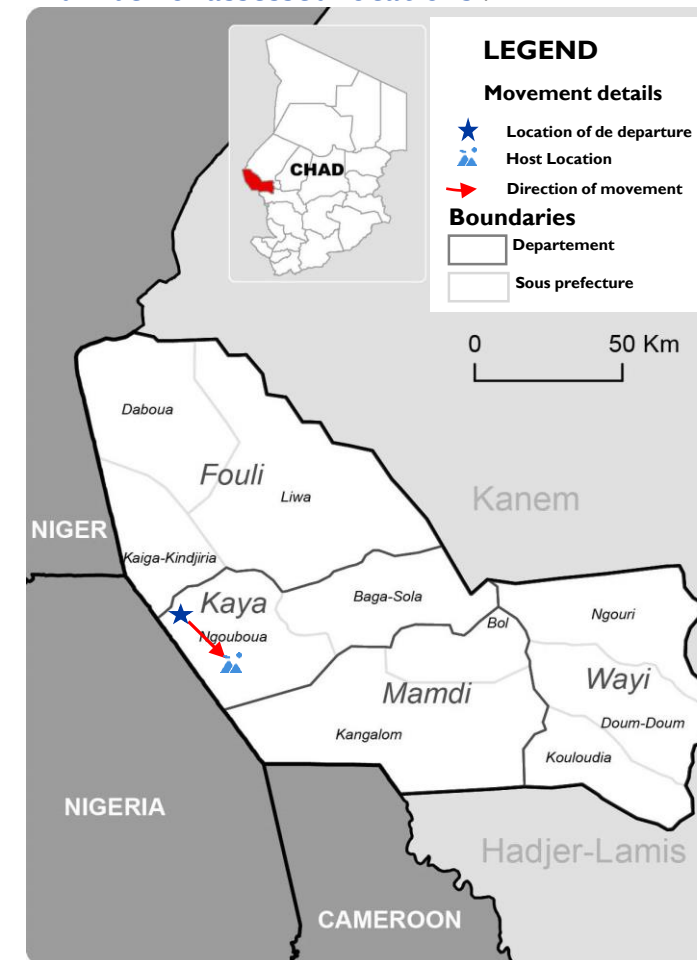 LEGEND
Movement details
Location of de departure
Host Location
Direction of movement
Boundaries
Departement
Sous prefecture
CHAD
0 50 Km
Daboua
Fouli
Liwa
Kanem
NIGER
Kaiga-Kindjiria
Baga-Sola
Kaya
Ngouri
Bol
Ngouboua
Wayi
Mamdi
Doum-Doum
Kangalom
Kouloudia
NIGERIA
Hadjer-Lamis
CAMEROON